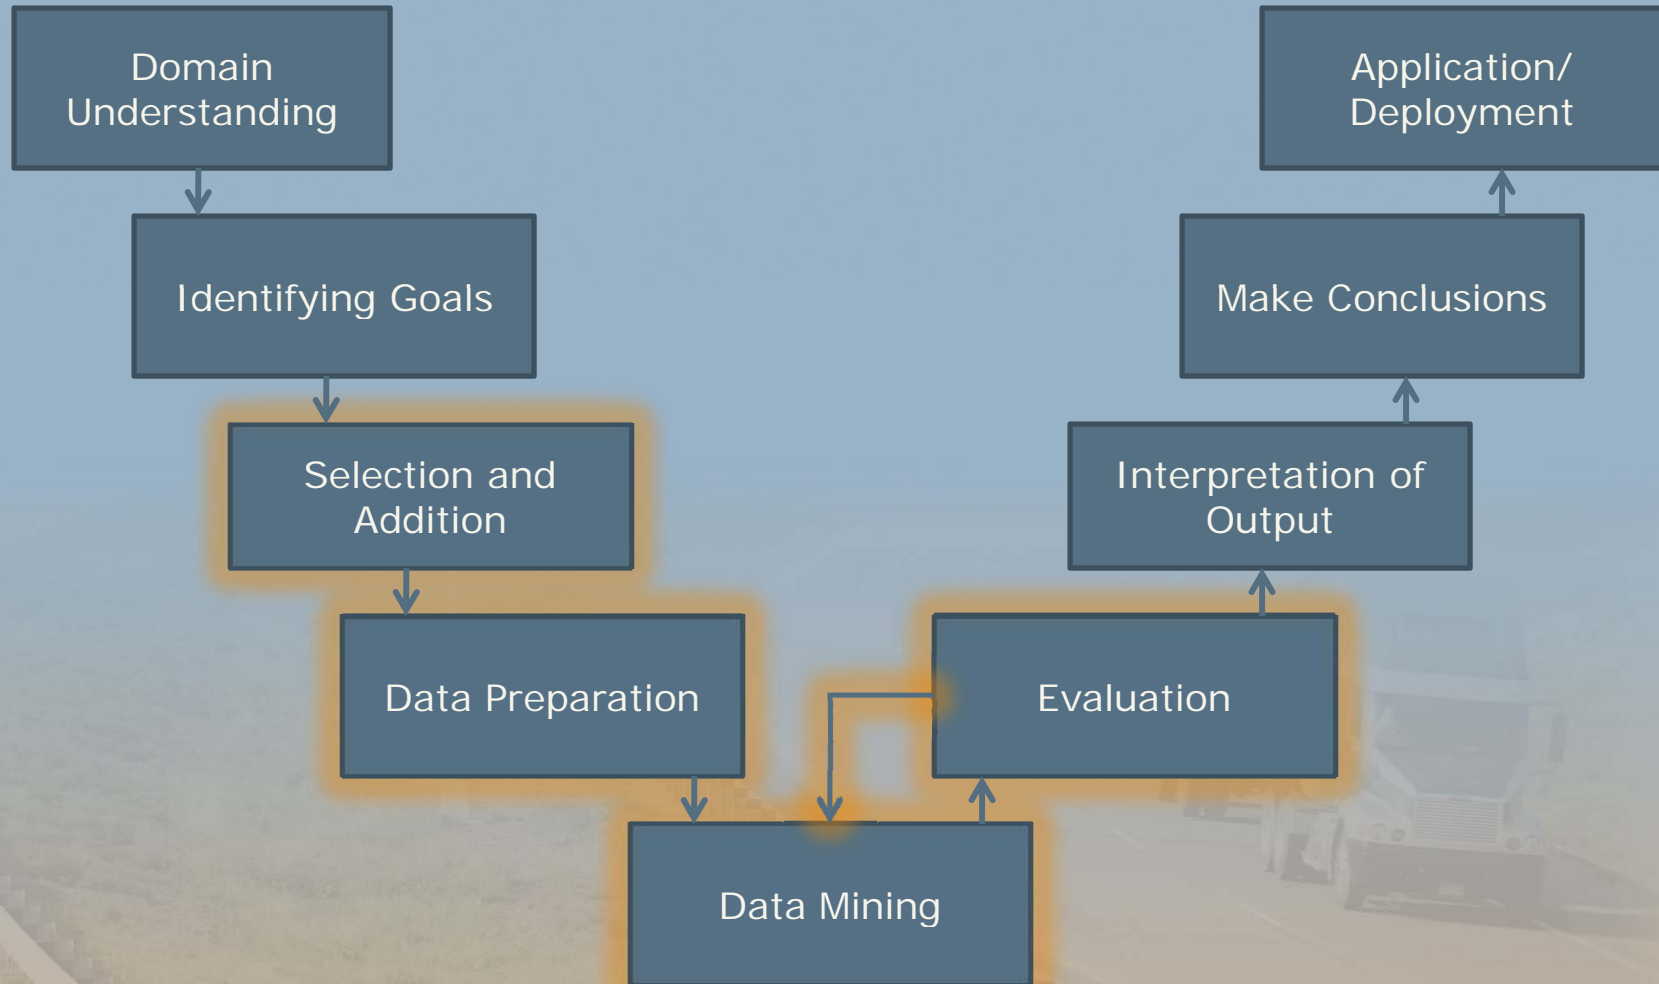 Domain
Understanding
Identifying Goals
Selection and
Addition
Data Preparation
Data Mining
Evaluation
Interpretation of
Output
Make Conclusions
Application/
Deployment